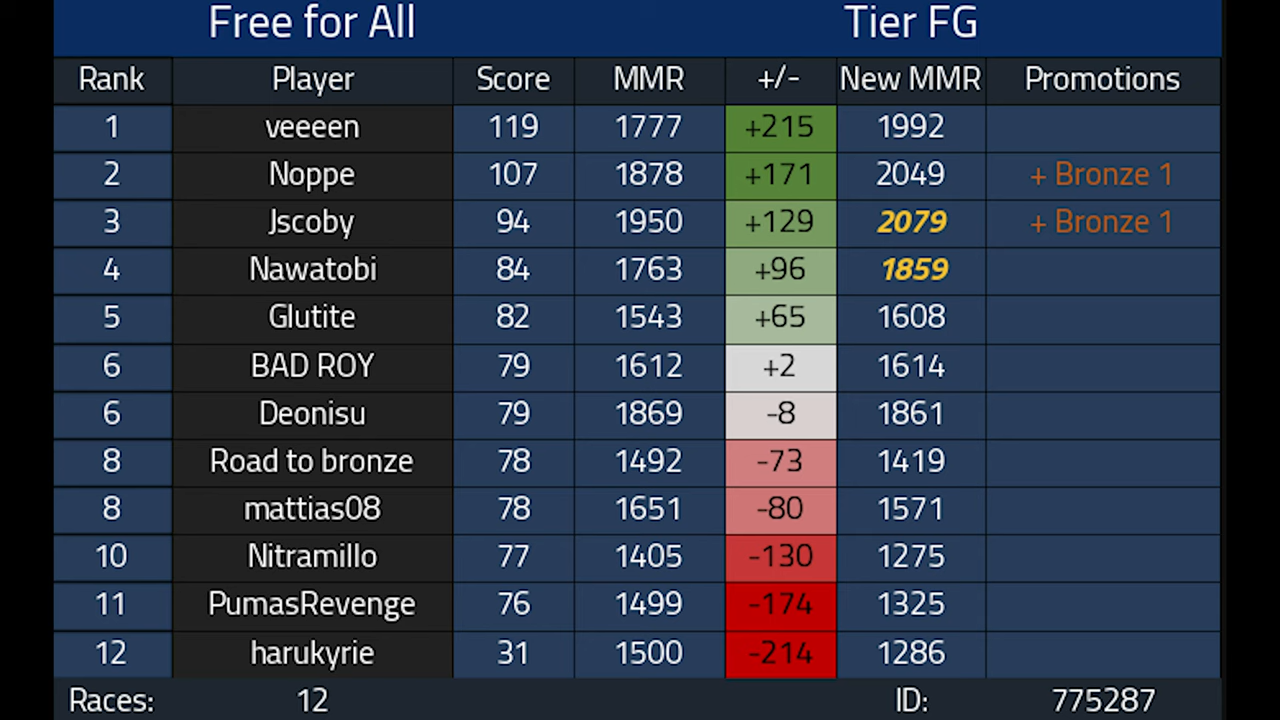 Free for All Tier FG
Rank Player Score MMR +/- New MMR Promotions
1 veeeen 119 1777 +215 1992
2 Noppe 107 1878 +171 2049 + Bronze 1
3 Jscoby 94 1950 +129 2079 + Bronze 1
4 Nawatobi 84 1763 +96 1859
5 Glutite 82 1543 +65 1608
6 BAD ROY 79 1612 +2 1614
6 Deonisu 79 1869 -8 1861
8 Road to bronze 78 1492 -73 1419
8 mattias08 78 1651 -80 1571
10 Nitramillo 77 1405 -130 1275
11 PumasRevenge 76 1499 -174 1325
12 harukyrie 31 1500 -214 1286
Races: 12 ID: 775287